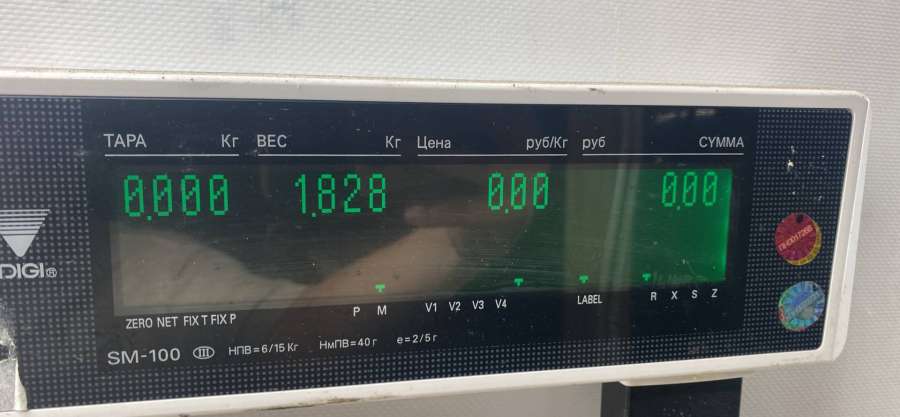 ТАРА Кг ВЕС Кг Цена руб/Кг руб СУММА
0.000 1.828 0.00 0.00
DIGI®
P M V1 V2 V3 V4 LABEL R X S Z
ZERO NET FIX T FIX P
SM-100 III НПВ=6/15 Кг НмПВ=40 г e=2/5 г